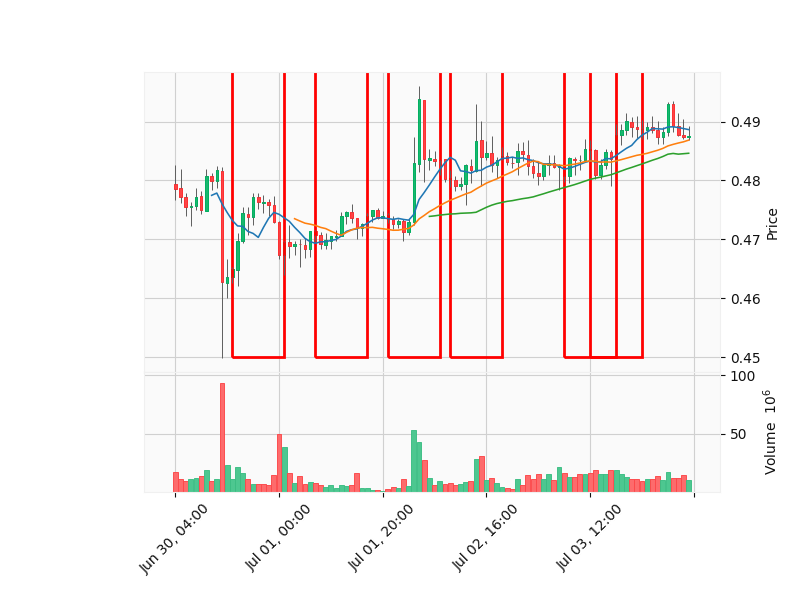 0.49
0.48
0.47
0.46
0.45
Price
100
50
Volume 10^6
Jun 30, 04:00
Jul 01, 00:00
Jul 01, 20:00
Jul 02, 16:00
Jul 03, 12:00